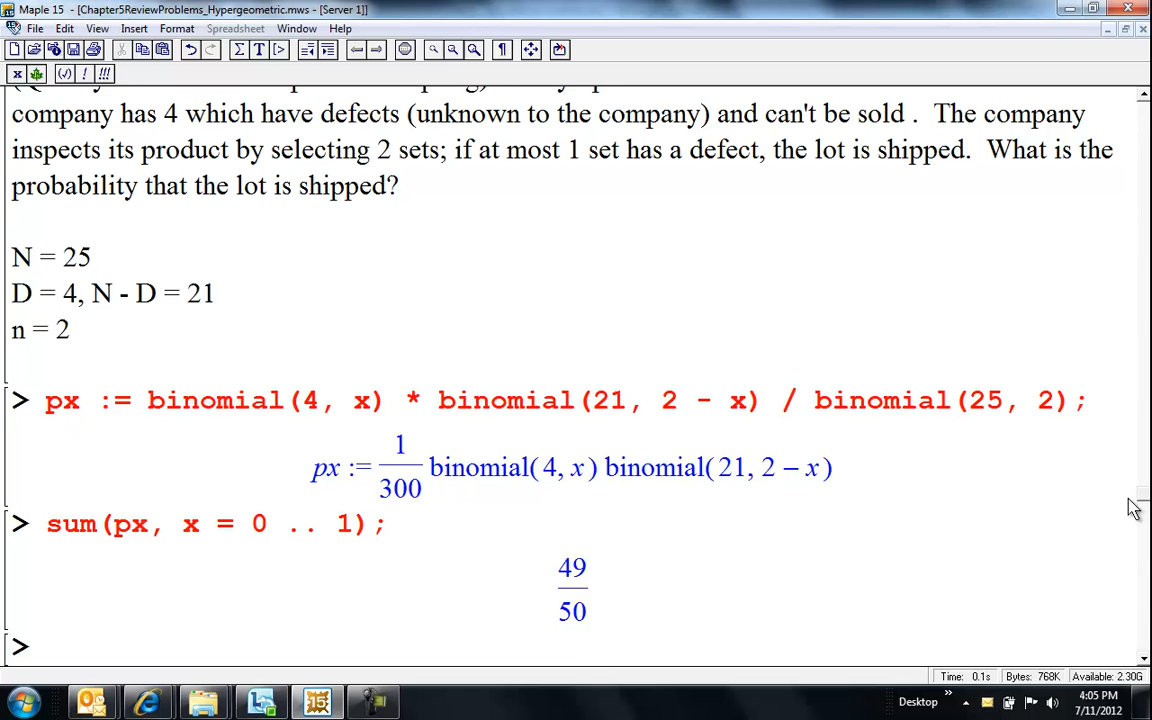 Maple 15 - [Chapter5ReviewProblems_Hypergeometric.mws - [Server 1]]
File Edit View Insert Format Spreadsheet Window Help
company has 4 which have defects (unknown to the company) and can't be sold . The company
inspects its product by selecting 2 sets; if at most 1 set has a defect, the lot is shipped. What is the
probability that the lot is shipped?
N = 25
D = 4, N - D = 21
n = 2
> px := binomial(4, x) * binomial(21, 2 - x) / binomial(25, 2);
px := 1/300 binomial( 4, x ) binomial( 21, 2 − x )
> sum(px, x = 0 .. 1);
49
50
>
Time: 0.1s Bytes: 768K Available: 2.30G
Desktop
4:05 PM
7/11/2012